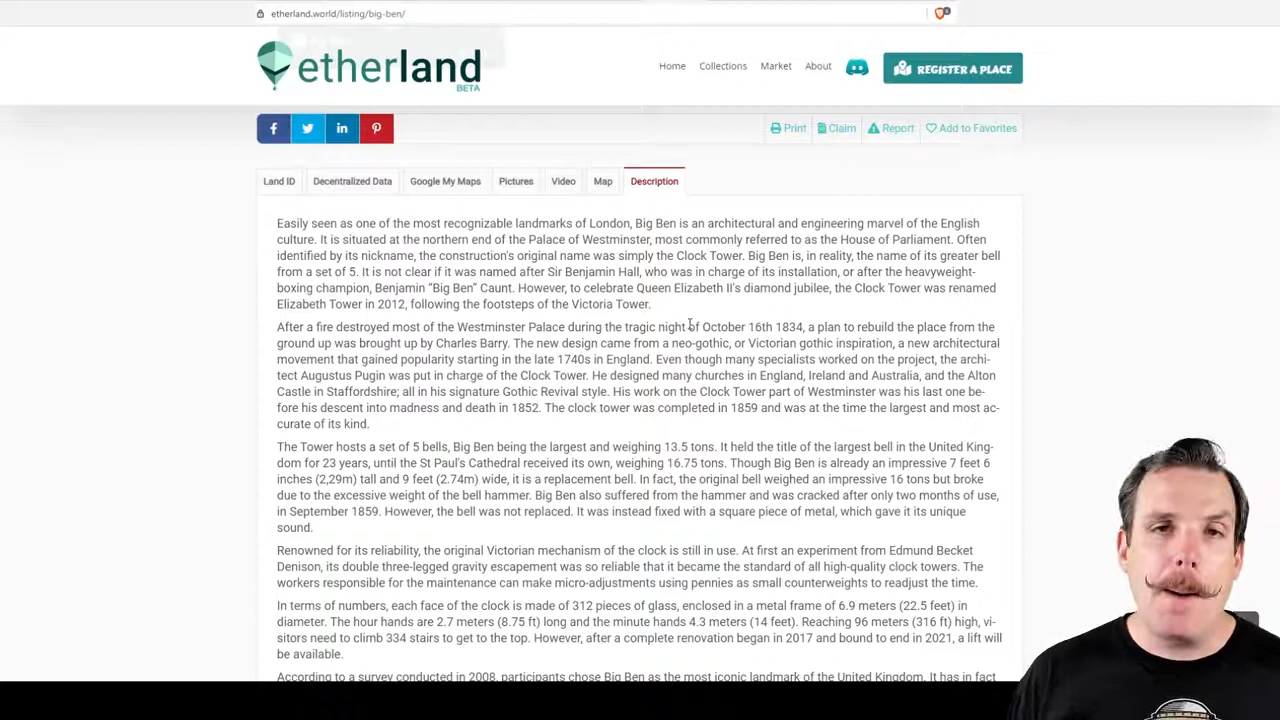 etherland.world/listing/big-ben/
etherland
BETA
Home Collections Market About REGISTER A PLACE
Print Claim Report Add to Favorites
Land ID Decentralized Data Google My Maps Pictures Video Map Description
Easily seen as one of the most recognizable landmarks of London, Big Ben is an architectural and engineering marvel of the English
culture. It is situated at the northern end of the Palace of Westminster, most commonly referred to as the House of Parliament. Often
identified by its nickname, the construction's original name was simply the Clock Tower. Big Ben is, in reality, the name of its greater bell
from a set of 5. It is not clear if it was named after Sir Benjamin Hall, who was in charge of its installation, or after the heavyweight-
boxing champion, Benjamin “Big Ben” Caunt. However, to celebrate Queen Elizabeth II's diamond jubilee, the Clock Tower was renamed
Elizabeth Tower in 2012, following the footsteps of the Victoria Tower.
After a fire destroyed most of the Westminster Palace during the tragic night of October 16th 1834, a plan to rebuild the place from the
ground up was brought up by Charles Barry. The new design came from a neo-gothic, or Victorian gothic inspiration, a new architectural
movement that gained popularity starting in the late 1740s in England. Even though many specialists worked on the project, the archi-
tect Augustus Pugin was put in charge of the Clock Tower. He designed many churches in England, Ireland and Australia, and the Alton
Castle in Staffordshire; all in his signature Gothic Revival style. His work on the Clock Tower part of Westminster was his last one be-
fore his descent into madness and death in 1852. The clock tower was completed in 1859 and was at the time the largest and most ac-
curate of its kind.
The Tower hosts a set of 5 bells, Big Ben being the largest and weighing 13.5 tons. It held the title of the largest bell in the United King-
dom for 23 years, until the St Paul's Cathedral received its own, weighing 16.75 tons. Though Big Ben is already an impressive 7 feet 6
inches (2,29m) tall and 9 feet (2.74m) wide, it is a replacement bell. In fact, the original bell weighed an impressive 16 tons but broke
due to the excessive weight of the bell hammer. Big Ben also suffered from the hammer and was cracked after only two months of use,
in September 1859. However, the bell was not replaced. It was instead fixed with a square piece of metal, which gave it its unique
sound.
Renowned for its reliability, the original Victorian mechanism of the clock is still in use. At first an experiment from Edmund Becket
Denison, its double three-legged gravity escapement was so reliable that it became the standard of all high-quality clock towers. The
workers responsible for the maintenance can make micro-adjustments using pennies as small counterweights to readjust the time.
In terms of numbers, each face of the clock is made of 312 pieces of glass, enclosed in a metal frame of 6.9 meters (22.5 feet) in
diameter. The hour hands are 2.7 meters (8.75 ft) long and the minute hands 4.3 meters (14 feet). Reaching 96 meters (316 ft) high, vi-
sitors need to climb 334 stairs to get to the top. However, after a complete renovation began in 2017 and bound to end in 2021, a lift will
be available.
According to a survey conducted in 2008, participants chose Big Ben as the most iconic landmark of the United Kingdom. It has in fact